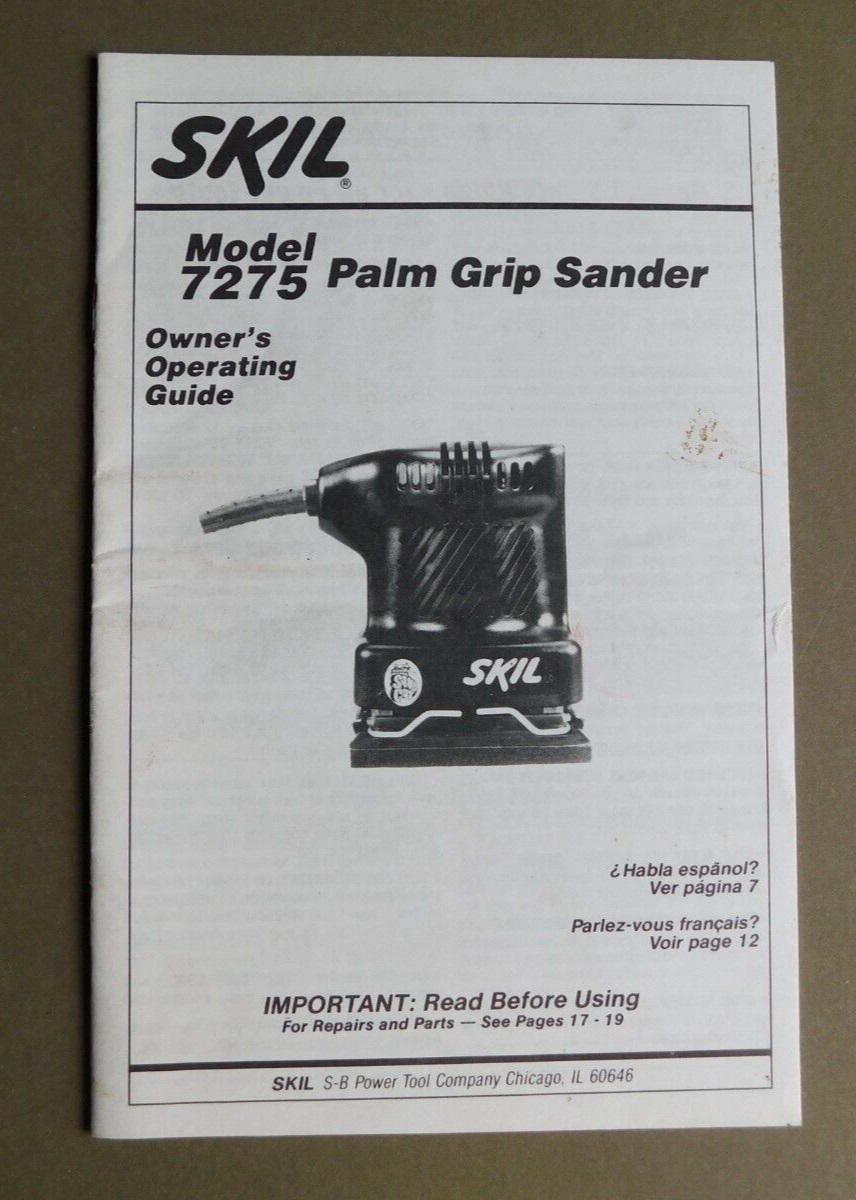 SKIL®
Model
7275 Palm Grip Sander
Owner's
Operating
Guide
SKIL
¿Habla espãnol?
Ver página 7
Parlez-vous français?
Voir page 12
IMPORTANT: Read Before Using
For Repairs and Parts — See Pages 17 - 19
SKIL S-B Power Tool Company Chicago, IL 60646